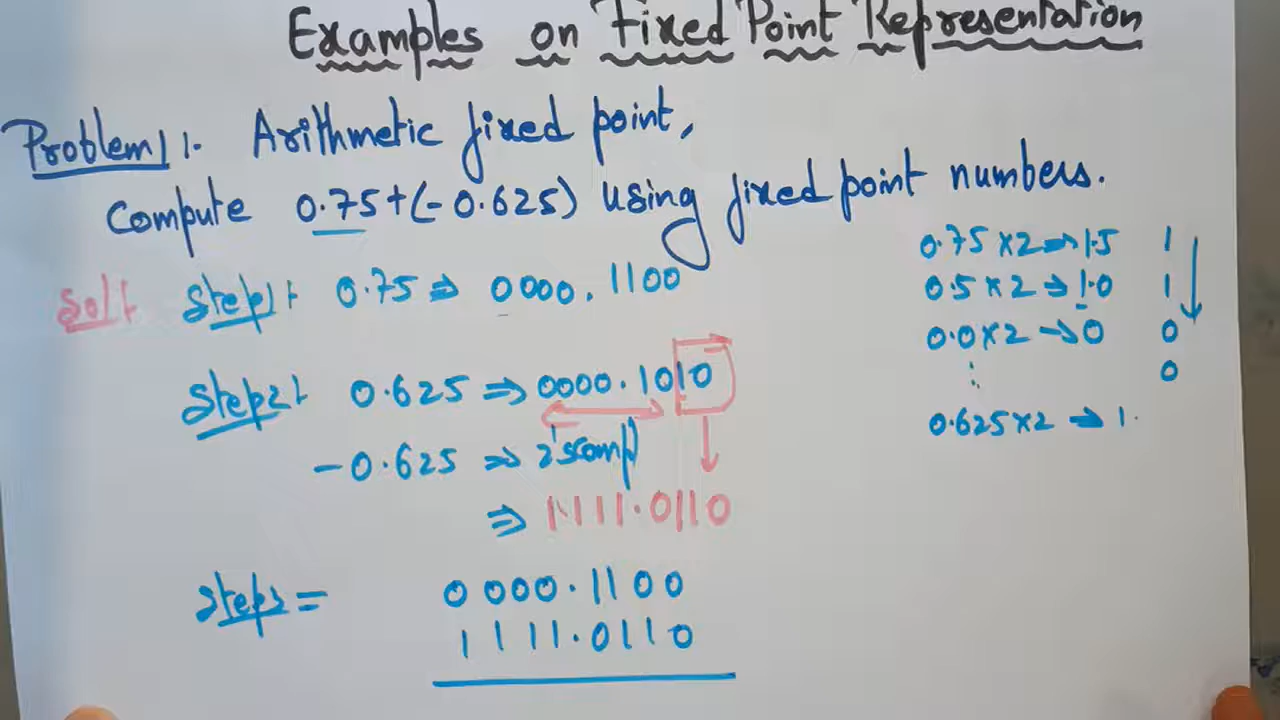 Examples on Fixed Point Representation
Problem 1:- Arithmetic fixed point,
Compute 0.75+(-0.625) using fixed point numbers.
Sol: Step1: 0.75 ⇒ 0000.1100
Step2: 0.625 ⇒ 0000.1010
-0.625 ⇒ 2'scomp
⇒ 1111.0110
Step3 =
0000.1100
1111.0110
0.75×2 ⇒ 1.5 1
0.5×2 → 1.0 1
0.0×2 → 0 0
: 0
0.625×2 → 1.